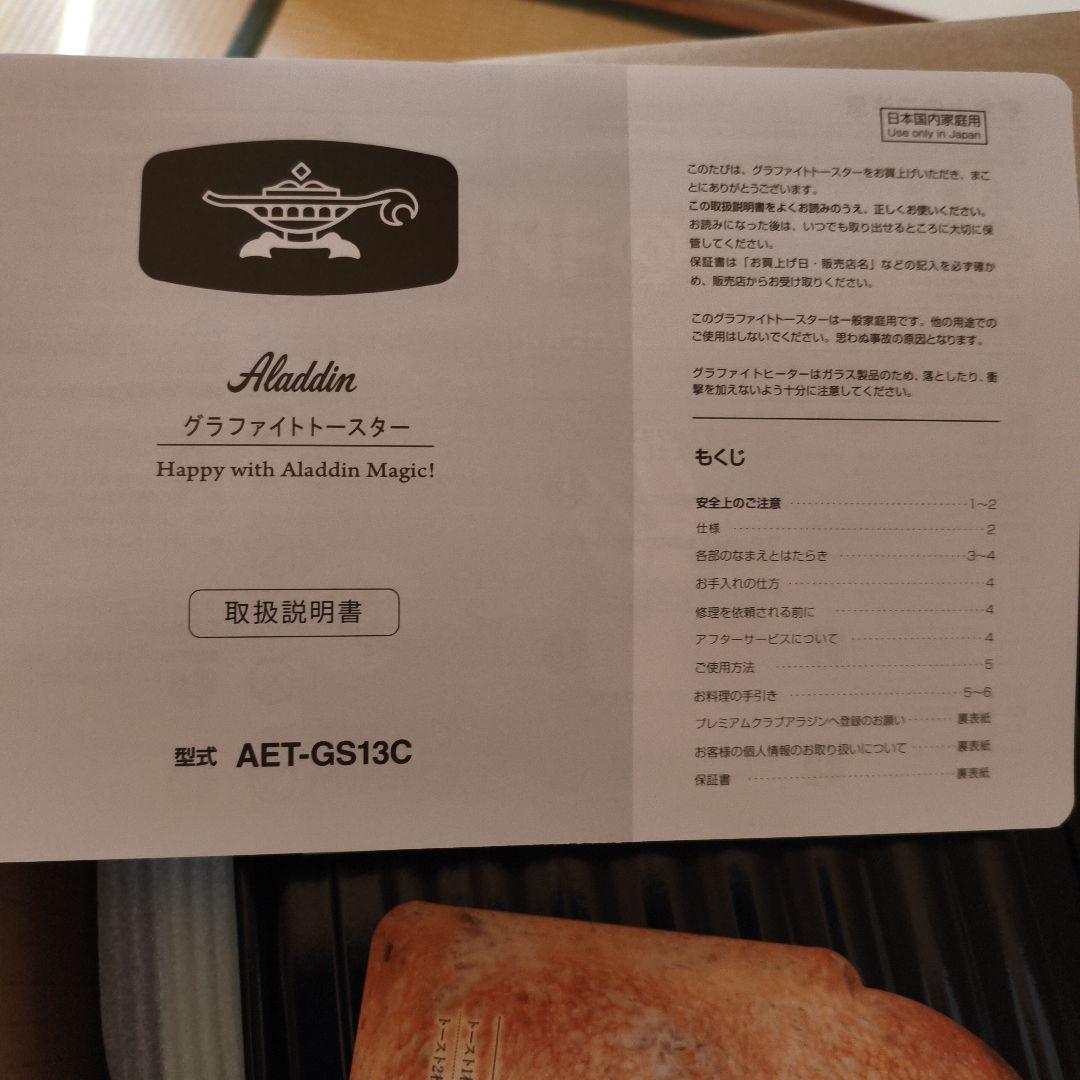 Aladdin
グラファイトトースター
Happy with Aladdin Magic!
取扱説明書
型式 AET-GS13C
日本国内家庭用
Use only in Japan
このたびは、グラファイトトースターをお買上げいただき、まこ
とにありがとうございます。
この取扱説明書をよくお読みのうえ、正しくお使いください。
お読みになった後は、いつでも取り出せるところに大切に保
管してください。
保証書は「お買上げ日・販売店名」などの記入を必ず確か
め、販売店からお受け取りください。
このグラファイトトースターは一般家庭用です。他の用途での
ご使用はしないでください。思わぬ事故の原因となります。
グラファイトヒーターはガラス製品のため、落としたり、衝
撃を加えないよう十分に注意してください。
もくじ
安全上のご注意 1〜2
仕様 2
各部のなまえとはたらき 3〜4
お手入れの仕方 4
修理を依頼される前に 4
アフターサービスについて 4
ご使用方法 5
お料理の手引き 5〜6
プレミアムクラブアラジンへ登録のお願い 裏表紙
お客様の個人情報のお取り扱いについて 裏表紙
保証書 裏表紙
トースト1枚
トースト2枚